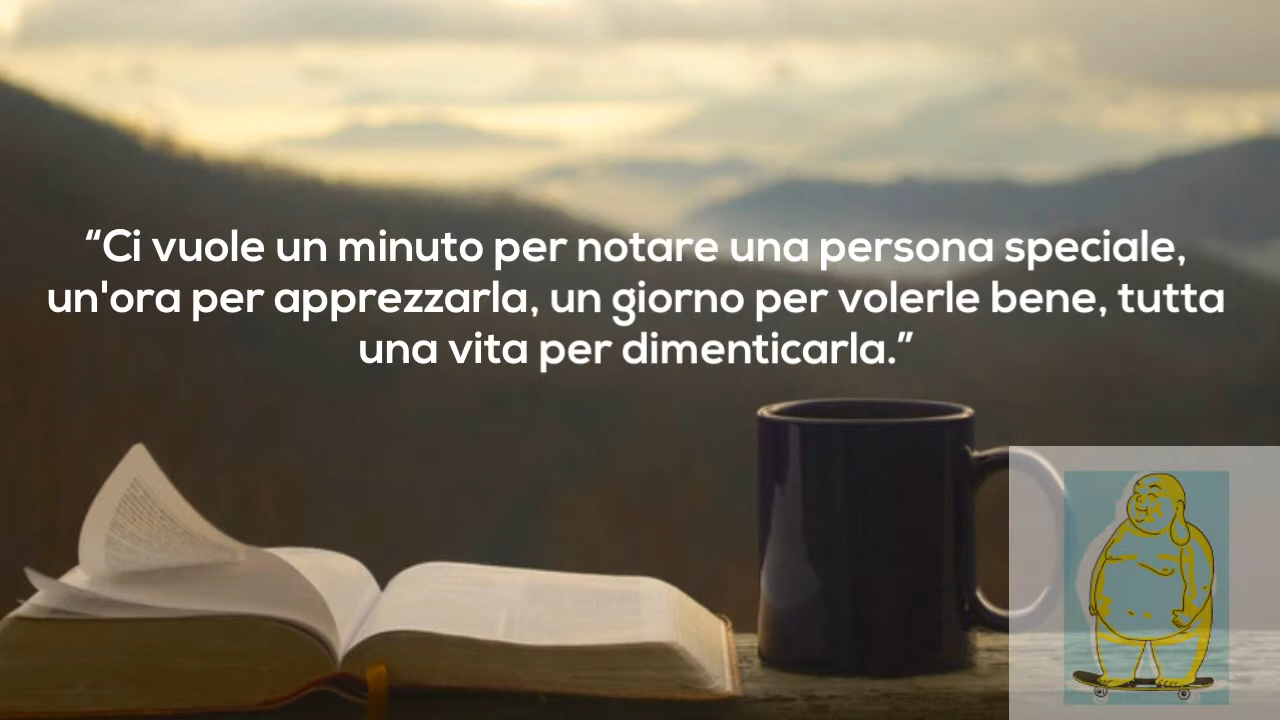 “Ci vuole un minuto per notare una persona speciale,
un'ora per apprezzarla, un giorno per volerle bene, tutta
una vita per dimenticarla.”